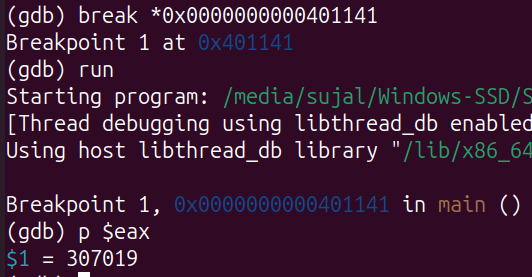 (gdb) break *0x0000000000401141
Breakpoint 1 at 0x401141
(gdb) run
Starting program: /media/sujal/Windows-SSD/S
[Thread debugging using libthread_db enabled
Using host libthread_db library "/lib/x86_64
Breakpoint 1, 0x0000000000401141 in main ()
(gdb) p $eax
$1 = 307019